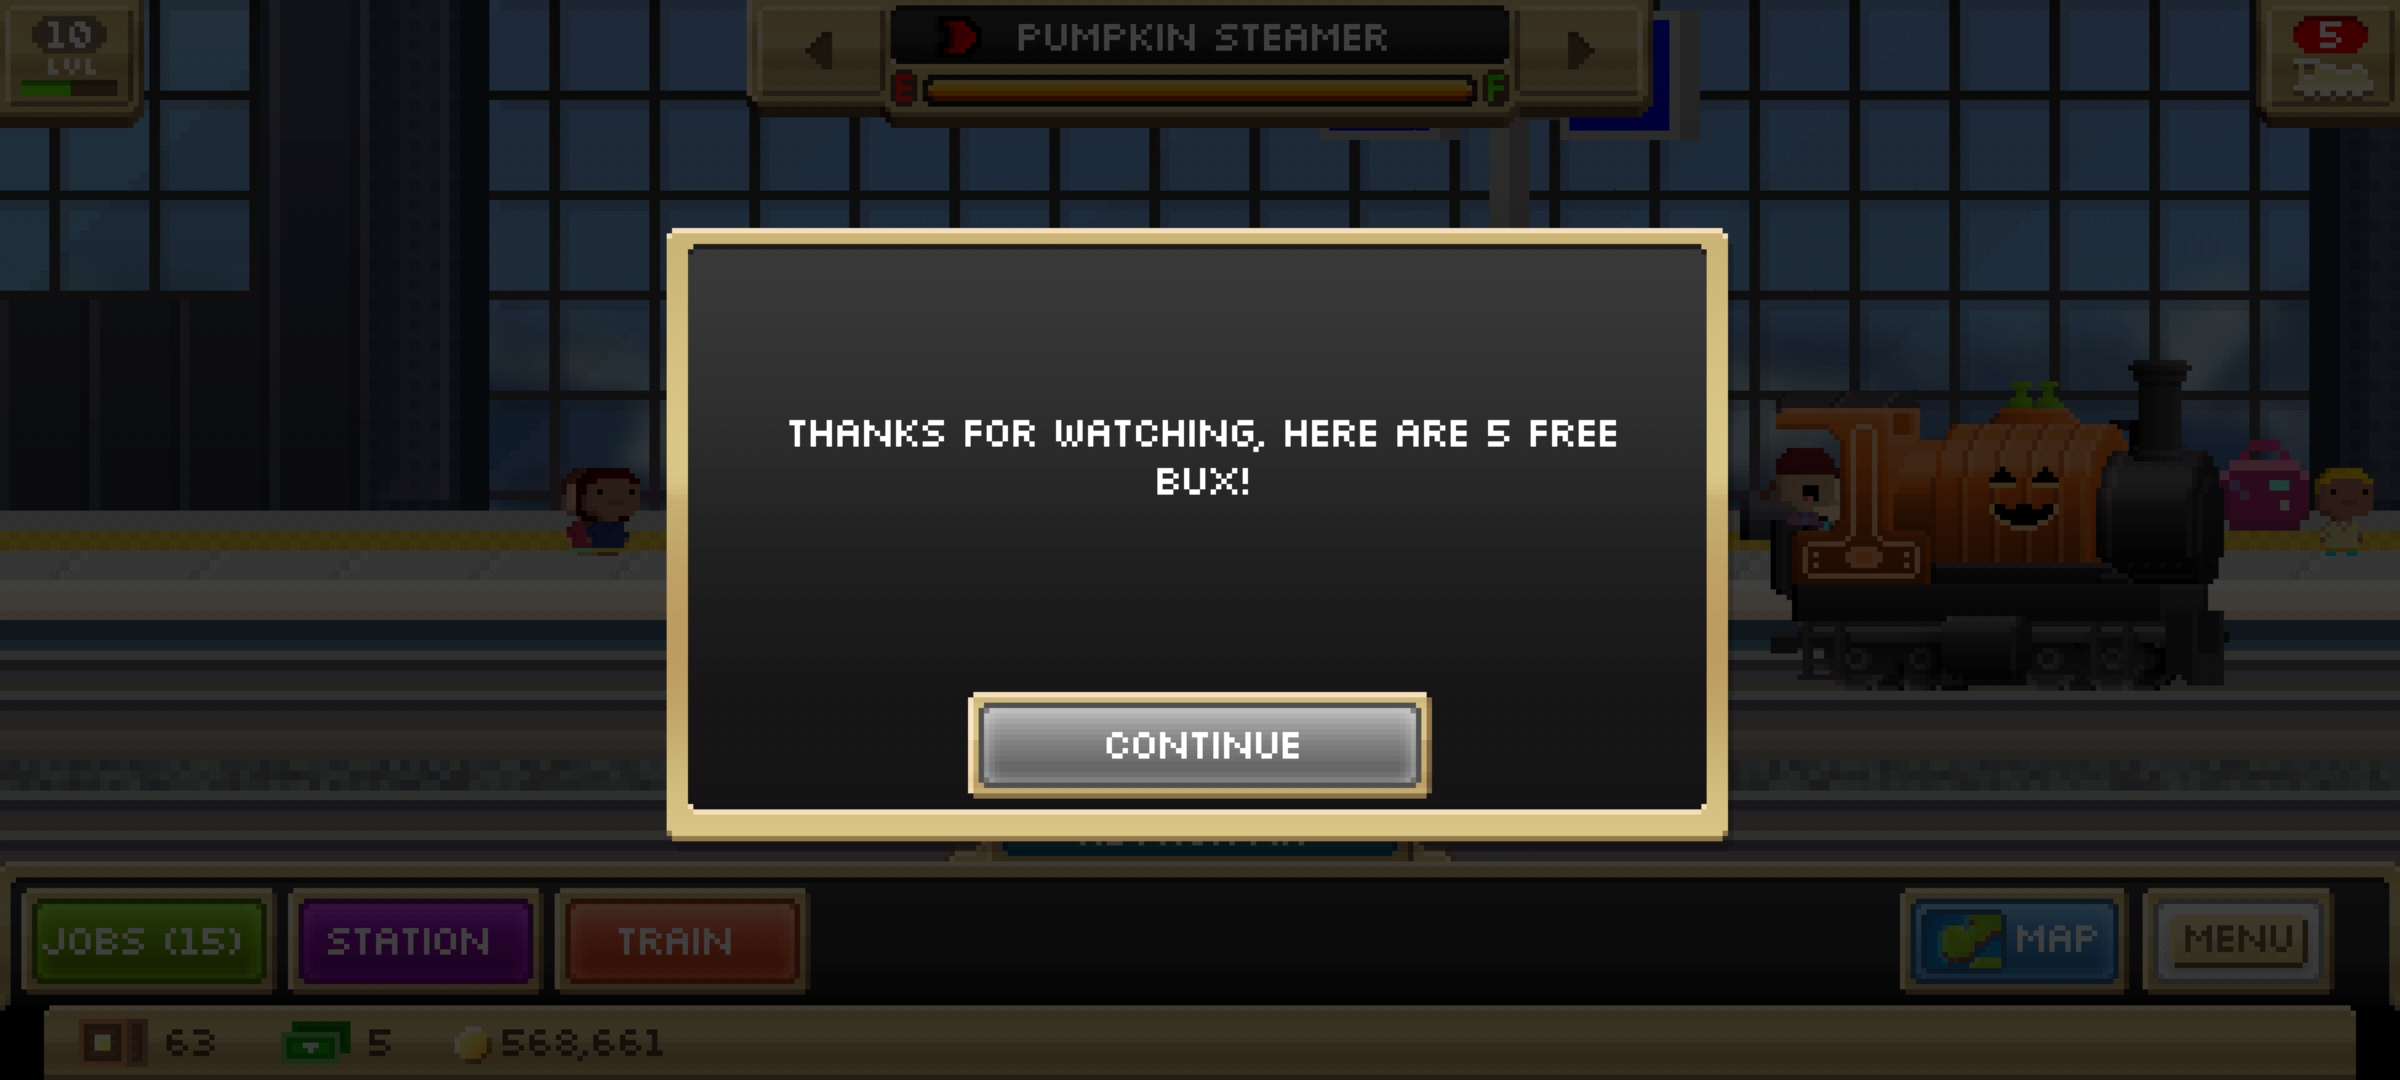 10
LVL
PUMPKIN STEAMER
E F
5
THANKS FOR WATCHING, HERE ARE 5 FREE
BUX!
CONTINUE
JOBS (15)
STATION
TRAIN
MAP
MENU
63
5
568,661